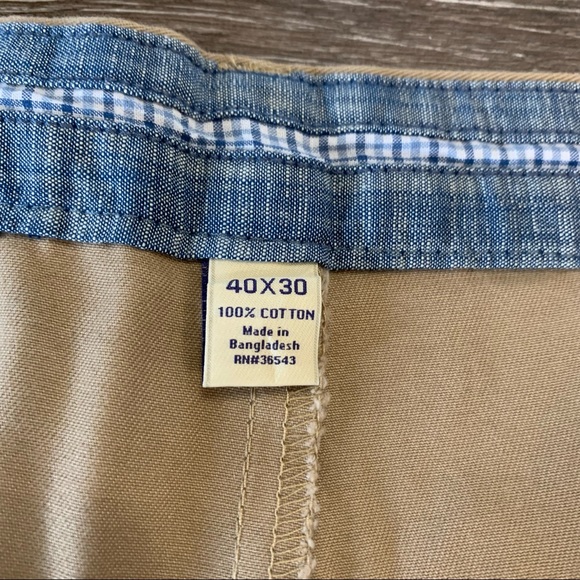 40X30
100% COTTON
Made in
Bangladesh
RN#36543